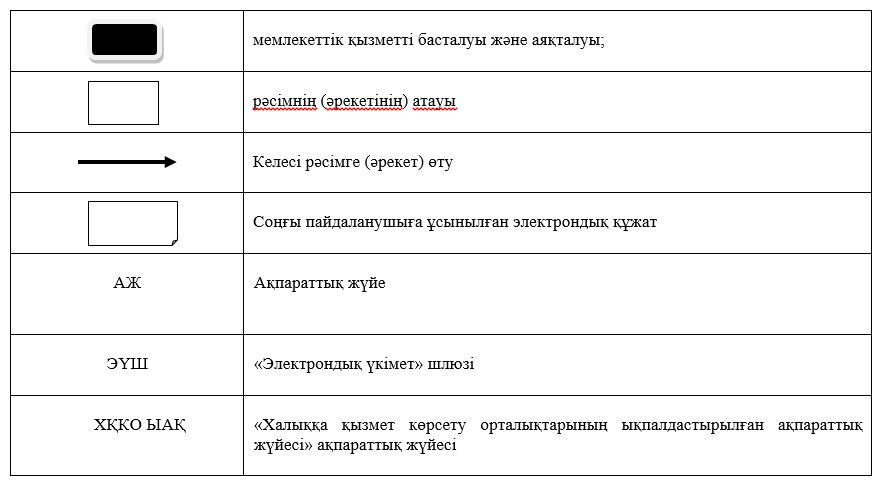 мемлекеттік қызметті басталуы және аяқталуы;
рәсімнің (әрекетінің) атауы
Келесі рәсімге (әрекет) өту
Соңғы пайдаланушыға ұсынылған электрондық құжат
АЖ
Ақпараттық жүйе
ЭҮШ
«Электрондық үкімет» шлюзі
ХҚКО ЫАҚ
«Халыққа қызмет көрсету орталықтарының ықпалдастырылған ақпараттық
жүйесі» ақпараттық жүйесі